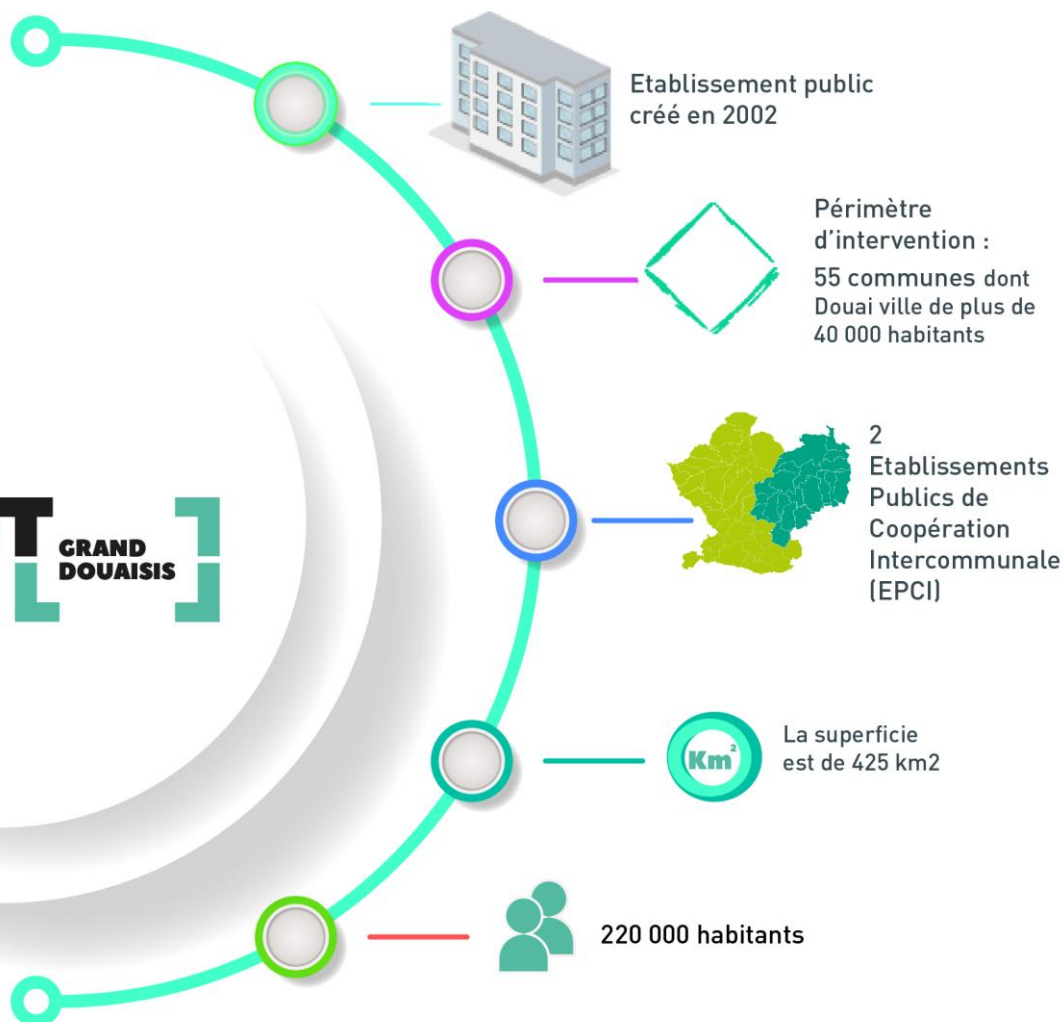 Etablissement public
créé en 2002
Périmètre
d'intervention :
55 communes dont
Douai ville de plus de
40 000 habitants
2
Etablissements
Publics de
Coopération
Intercommunale
(EPCI)
T
GRAND
DOUAISIS
Km²
La superficie
est de 425 km2
220 000 habitants